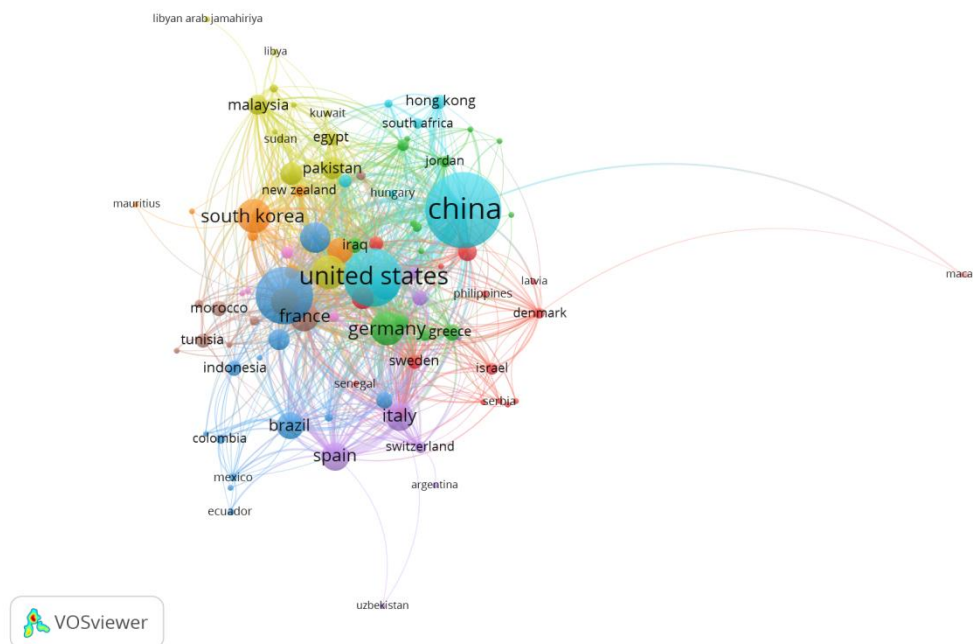 libyan arab jamahiriya
libya
malaysia
kuwait
hong kong
south africa
sudan
egypt
jordan
pakistan
new zealand
hungary
mauritius
south korea
china
iraq
united states
latvia
maca
philippines
morocco
france
denmark
germany
greece
tunisia
sweden
indonesia
israel
senegal
serbia
brazil
italy
colombia
switzerland
spain
mexico
argentina
ecuador
uzbekistan
VOSviewer